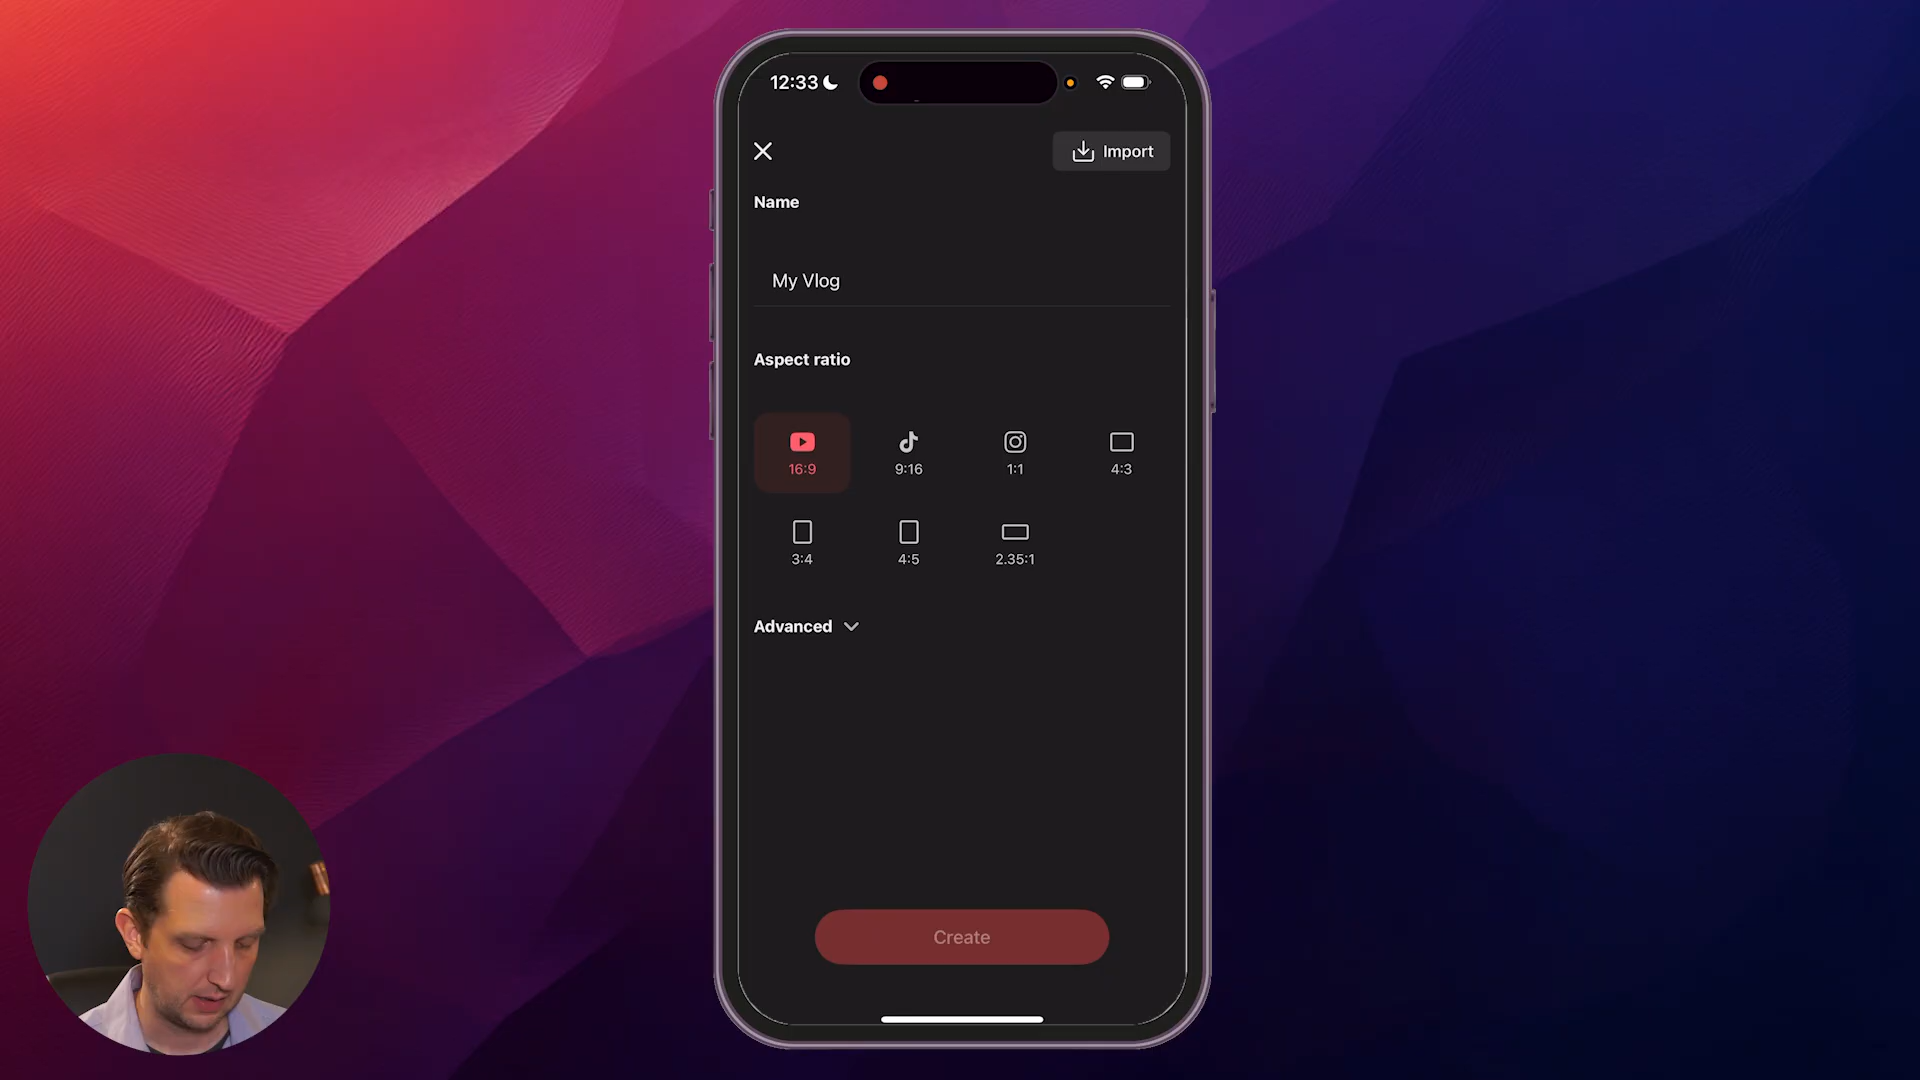 12:33
Import
Name
My Vlog
Aspect ratio
16:9
9:16
1:1
4:3
3:4
4:5
2.35:1
Advanced
Create